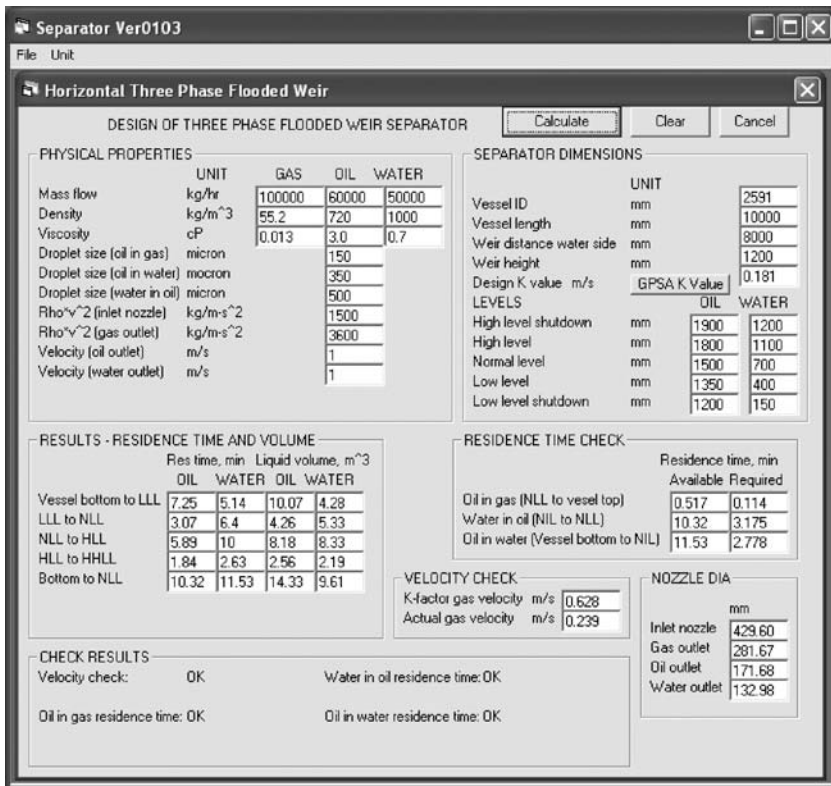 Separator Ver0103
File Unit
Horizontal Three Phase Flooded Weir
DESIGN OF THREE PHASE FLOODED WEIR SEPARATOR Calculate Clear Cancel
PHYSICAL PROPERTIES
UNIT GAS OIL WATER
Mass flow kg/hr 100000 60000 50000
Density kg/m^3 55.2 720 1000
Viscosity cP 0.013 3.0 0.7
Droplet size (oil in gas) micron 150
Droplet size (oil in water) mocron 350
Droplet size (water in oil) micron 500
Rho*v^2 (inlet nozzle) kg/m-s^2 1500
Rho*v^2 (gas outlet) kg/m-s^2 3600
Velocity (oil outlet) m/s 1
Velocity (water outlet) m/s 1
SEPARATOR DIMENSIONS
UNIT
Vessel ID mm 2591
Vessel length mm 10000
Weir distance water side mm 8000
Weir height mm 1200
Design K value m/s GPSA K Value 0.181
LEVELS OIL WATER
High level shutdown mm 1900 1200
High level mm 1800 1100
Normal level mm 1500 700
Low level mm 1350 400
Low level shutdown mm 1200 150
RESULTS - RESIDENCE TIME AND VOLUME
Res time, min Liquid volume, m^3
OIL WATER OIL WATER
Vessel bottom to LLL 7.25 5.14 10.07 4.28
LLL to NLL 3.07 6.4 4.26 5.33
NLL to HLL 5.89 10 8.18 8.33
HLL to HHLL 1.84 2.63 2.56 2.19
Bottom to NLL 10.32 11.53 14.33 9.61
RESIDENCE TIME CHECK
Residence time, min
Available Required
Oil in gas (NLL to vesel top) 0.517 0.114
Water in oil (NIL to NLL) 10.32 3.175
Oil in water (Vessel bottom to NIL) 11.53 2.778
VELOCITY CHECK
K-factor gas velocity m/s 0.628
Actual gas velocity m/s 0.239
NOZZLE DIA
mm
Inlet nozzle 429.60
Gas outlet 281.67
Oil outlet 171.68
Water outlet 132.98
CHECK RESULTS
Velocity check: OK Water in oil residence time: OK
Oil in gas residence time: OK Oil in water residence time: OK